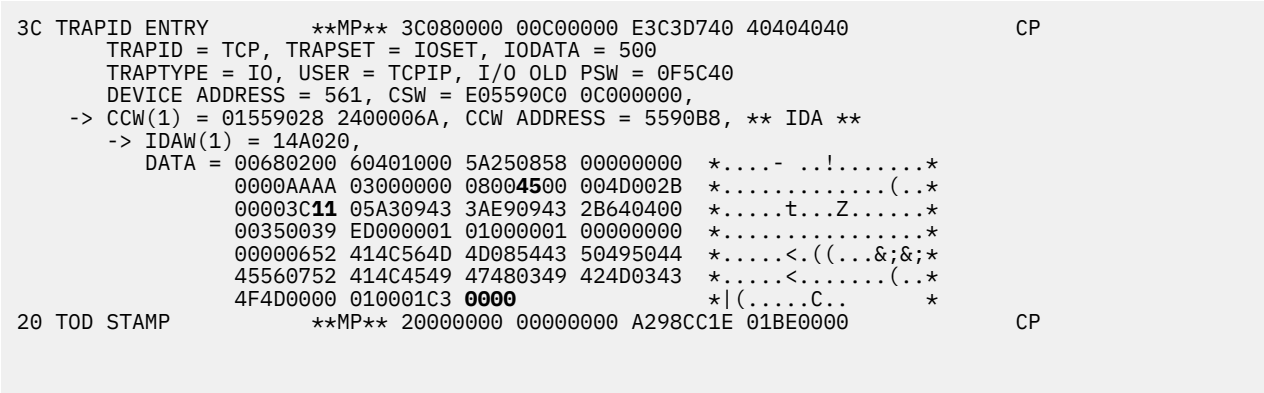 3C TRAPID ENTRY **MP** 3C080000 00C00000 E3C3D740 40404040 CP
TRAPID = TCP, TRAPSET = IOSET, IODATA = 500
TRAPTYPE = IO, USER = TCPIP, I/O OLD PSW = 0F5C40
DEVICE ADDRESS = 561, CSW = E05590C0 0C000000,
-> CCW(1) = 01559028 2400006A, CCW ADDRESS = 5590B8, ** IDA **
-> IDAW(1) = 14A020,
DATA = 00680200 60401000 5A250858 00000000 *....- ..!.......*
0000AAAA 03000000 08004500 004D002B *.............(..*
00003C11 05A30943 3AE90943 2B640400 *.....t...Z......*
00350039 ED000001 01000001 00000000 *................*
00000652 414C564D 4D085443 50495044 *.....<.((...&;&;*
45560752 414C4549 47480349 424D0343 *.....<.......(..*
4F4D0000 010001C3 0000 *|(.....C.. *
20 TOD STAMP **MP** 20000000 00000000 A298CC1E 01BE0000 CP